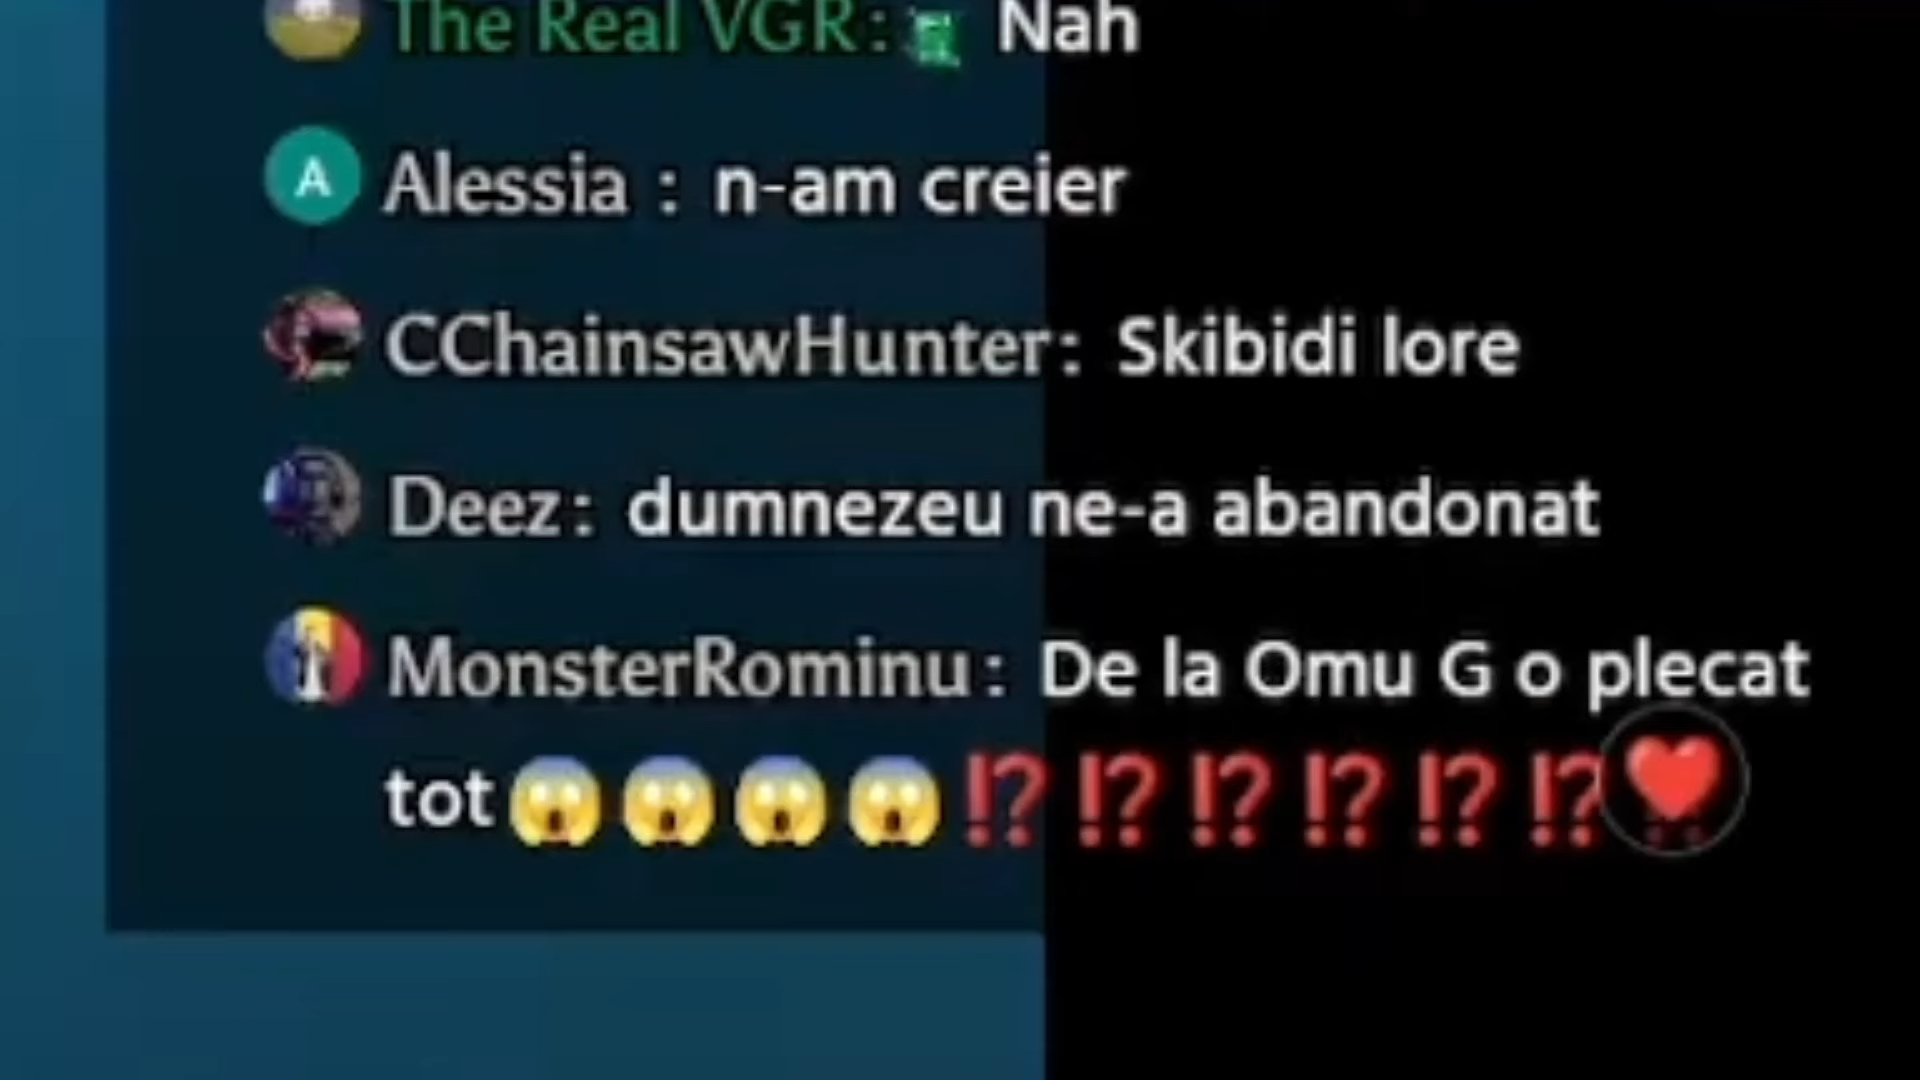 The Real VGR: Nah
A Alessia : n-am creier
CChainsawHunter: Skibidi lore
Deez: dumnezeu ne-a abandonat
MonsterRominu: De la Omu G o plecat
tot😱😱😱😱⁉️⁉️⁉️⁉️⁉️⁉️❤️